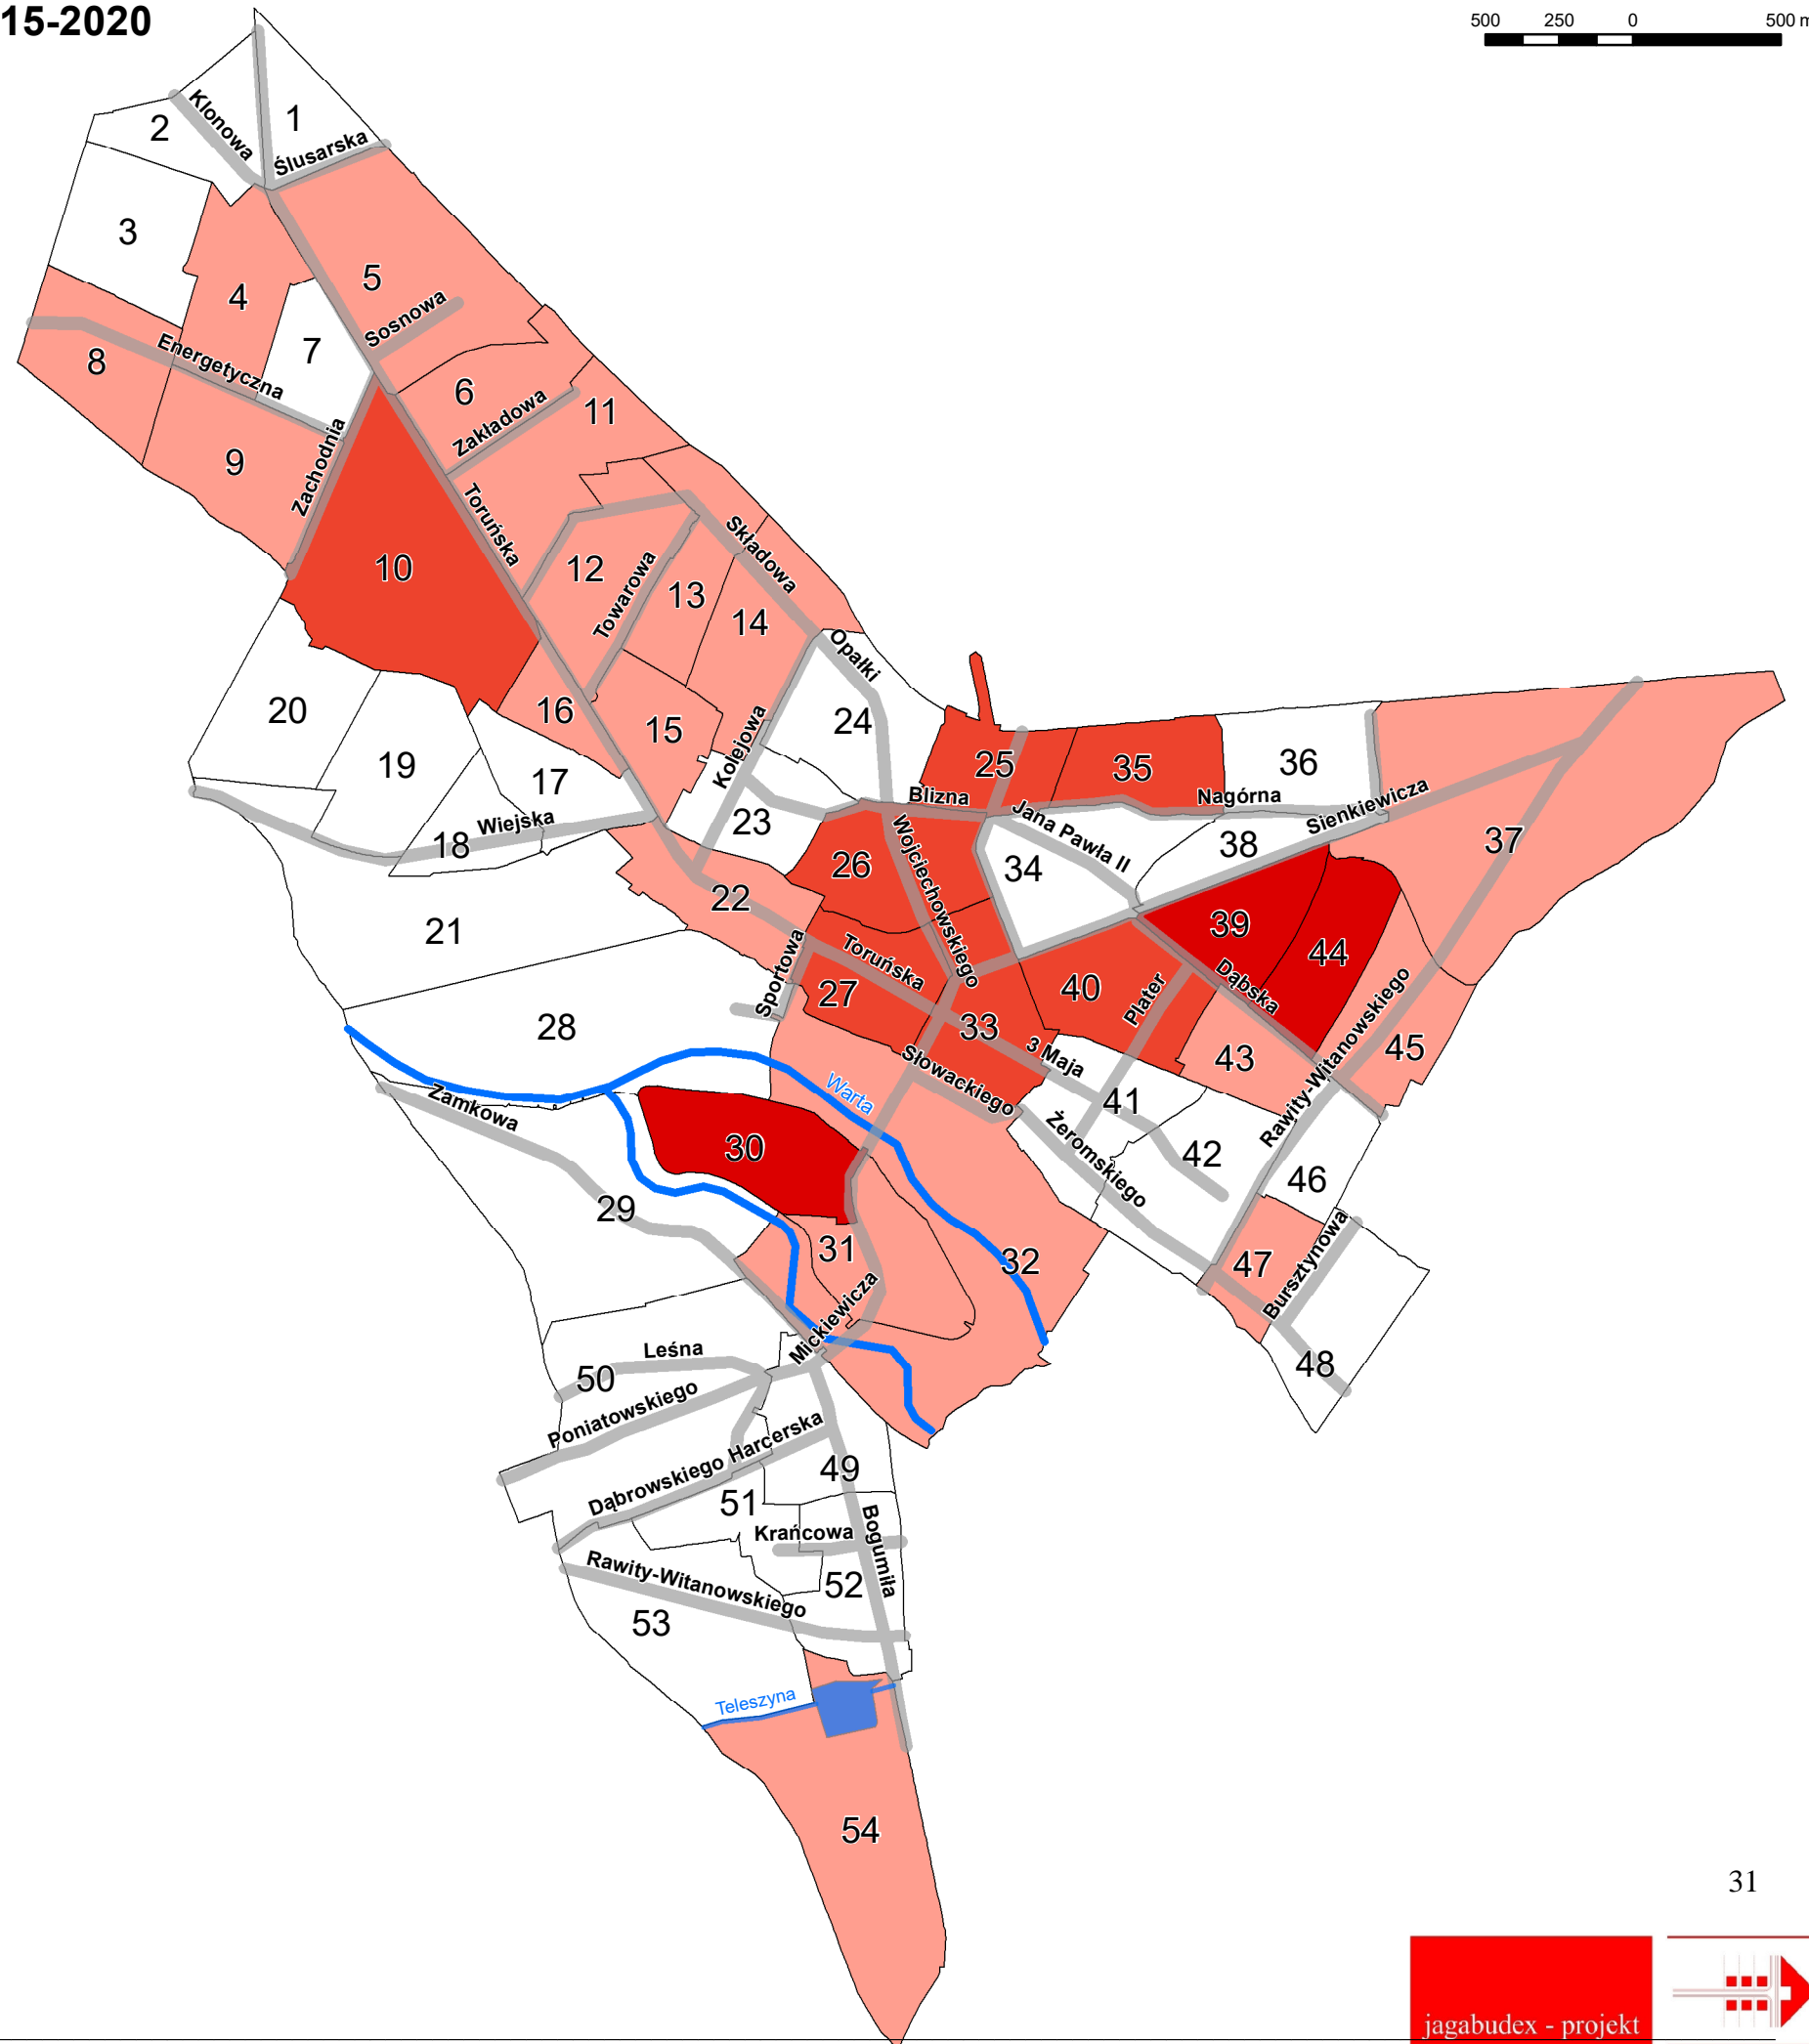 15-2020
500 250 0 500 m
1
2
Klonowa
Ślusarska
3
4
5
Sosnowa
7
Energetyczna
8
6
Zakładowa
11
9
Zachodnia
Toruńska
10
12
Towarowa
13
Składowa
14
Opałki
20
16
15
Kolejowa
24
19
17
25
35
36
Blizna
Nagórna
Sienkiewicza
18
Wiejska
23
Jana Pawła II
38
37
26
Wojciechowskiego
34
22
21
39
44
Sportowa
Toruńska
Dąbska
27
40
Plater
Rawity-Witanowskiego
28
33
3 Maja
43
45
Słowackiego
Zamkowa
Warta
41
Żeromskiego
42
30
46
29
31
32
47
Bursztynowa
Mickiewicza
Leśna
50
48
Poniatowskiego
Harcerska
49
Dąbrowskiego
51
Krańcowa
Bogumiła
Rawity-Witanowskiego
52
53
Teleszyna
54
31
jagabudex - projekt